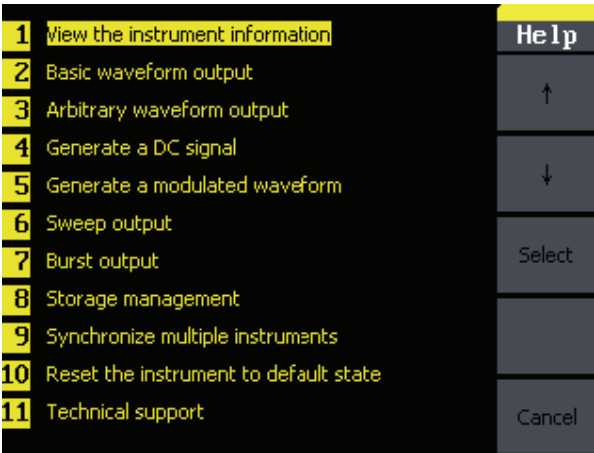 1 View the instrument information
2 Basic waveform output
3 Arbitrary waveform output
4 Generate a DC signal
5 Generate a modulated waveform
6 Sweep output
7 Burst output
8 Storage management
9 Synchronize multiple instruments
10 Reset the instrument to default state
11 Technical support
Help
↑
↓
Select
Cancel